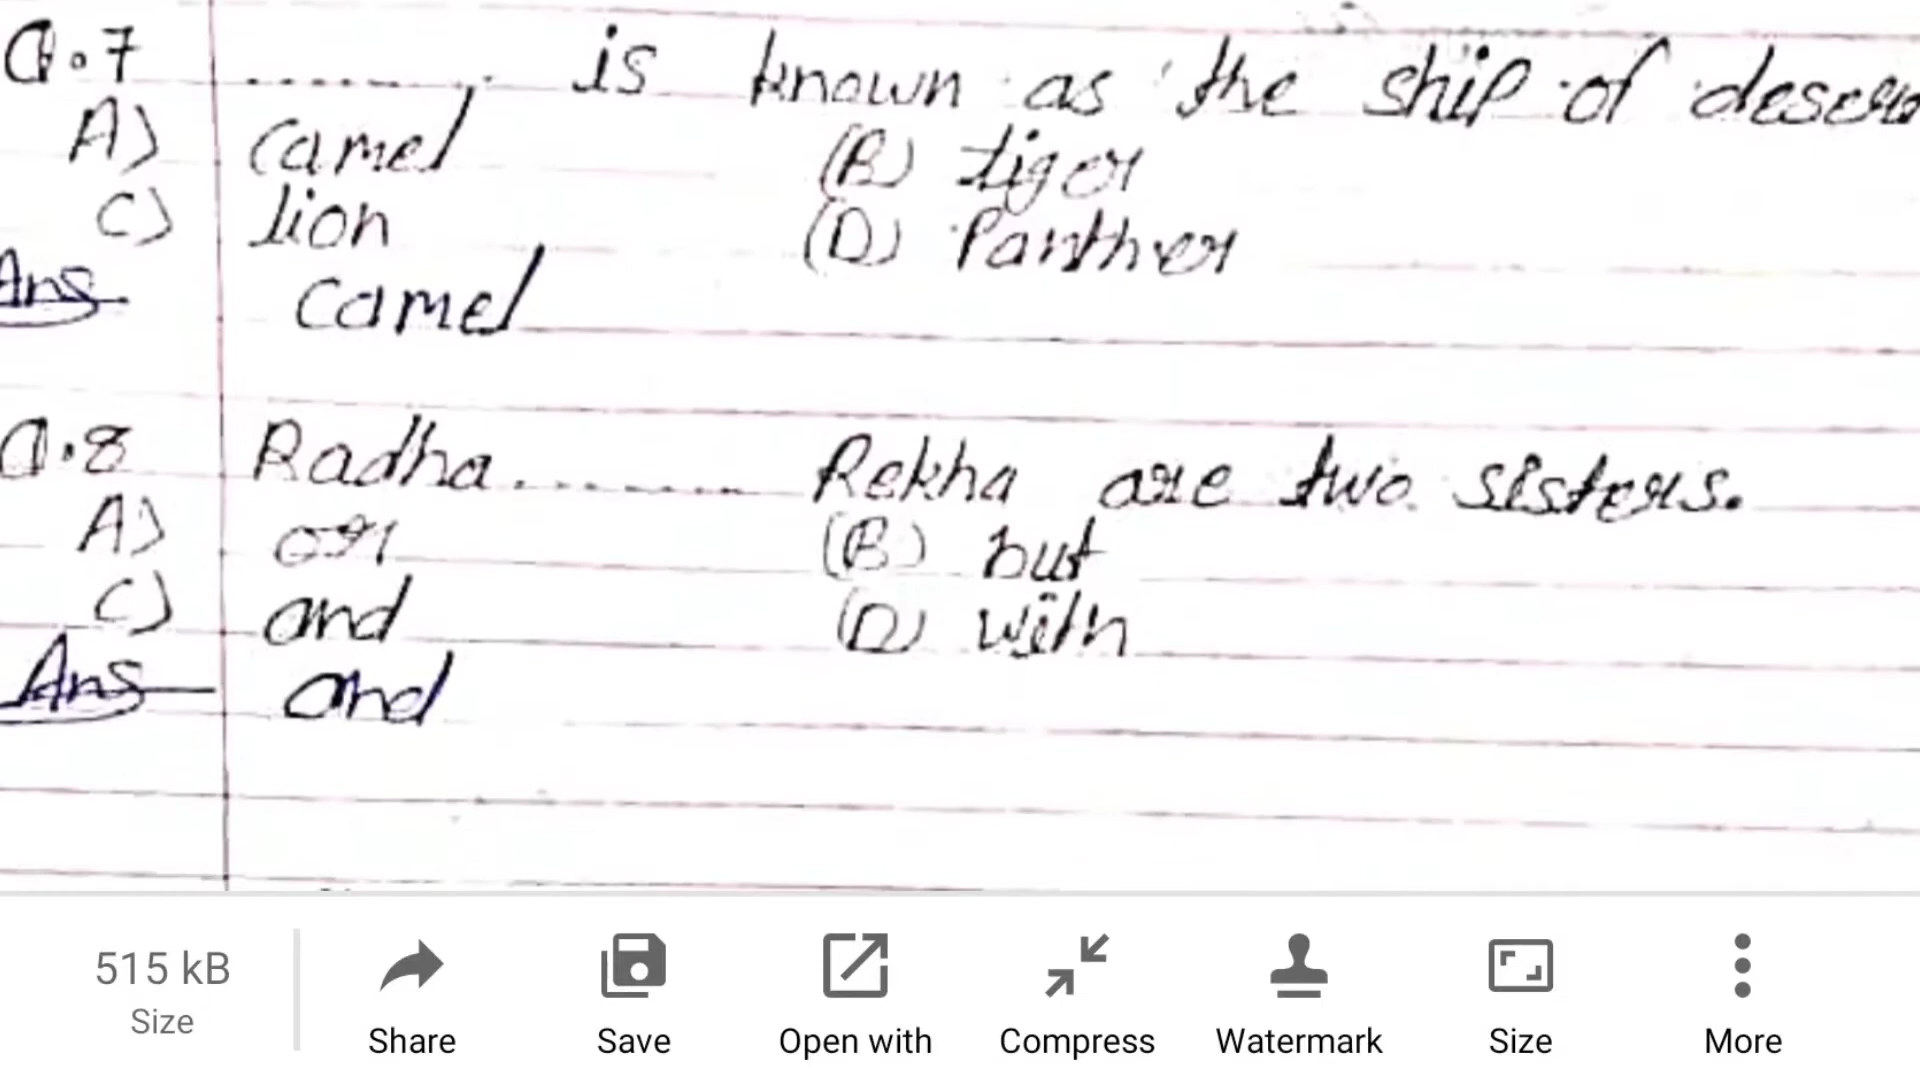 Q.7 .......... is known as the ship of
A) camel (B) tiger
C) lion (D) Panther
Ans camel
Q.8 Radha .......... Rekha are two sisters.
A) or (B) but
C) and (D) with
Ans and
515 kB
Size
Share Save Open with Compress Watermark Size More